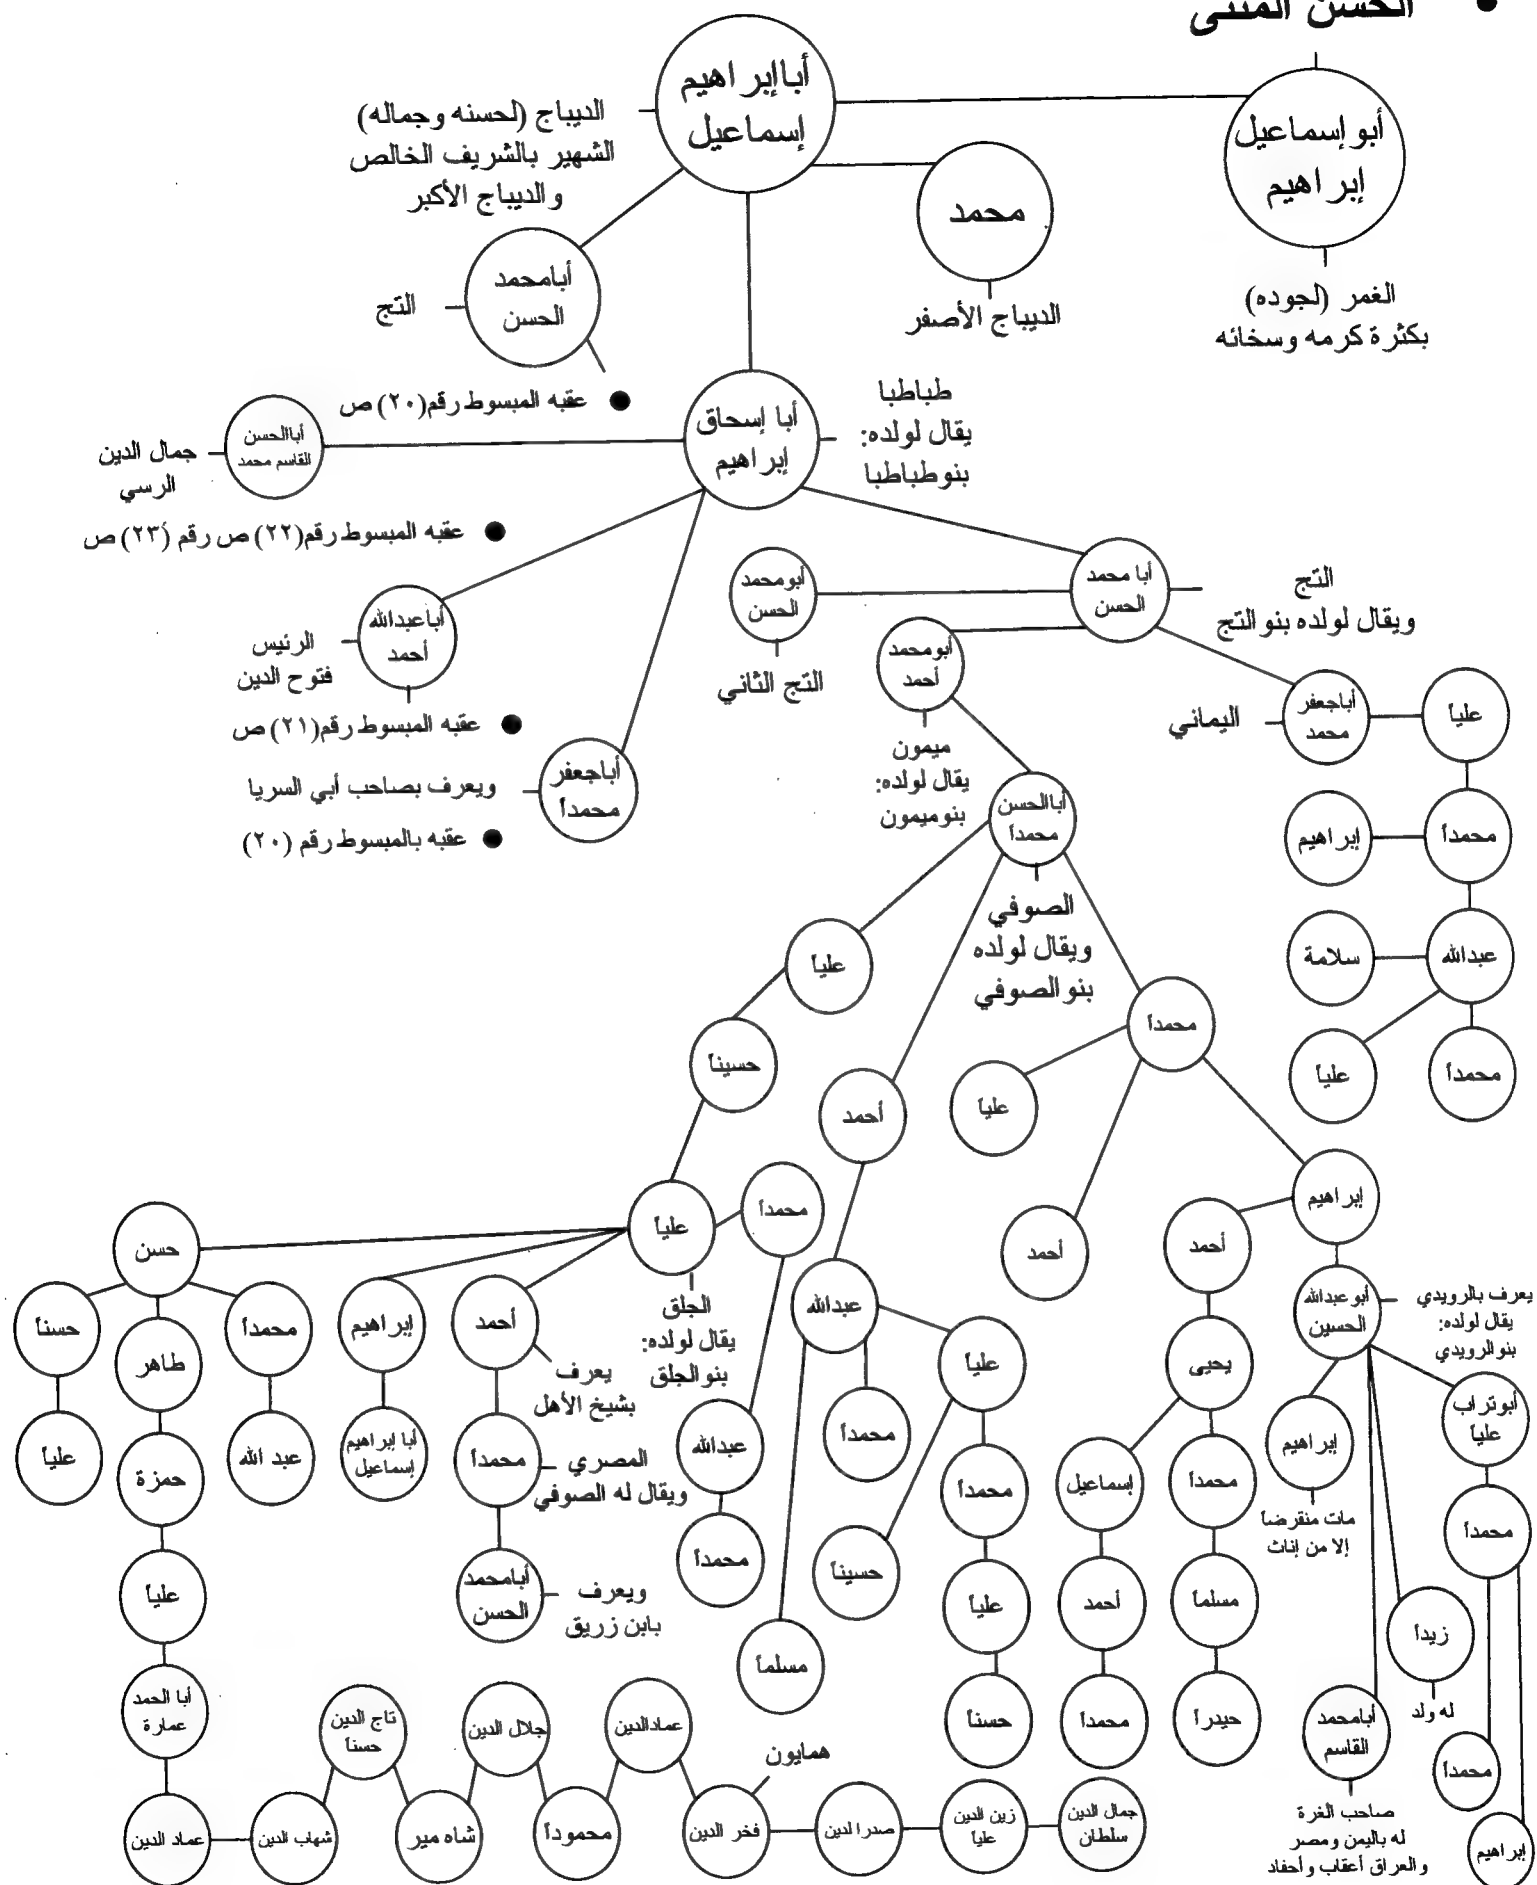 الحسن المثنى
أبو إسماعيل
إبراهيم
الغمر (لجوده)
بكثرة كرمه وسخائه
أباإبراهيم
إسماعيل
الديباج (لحسنه وجماله)
الشهير بالشريف الخالص
والديباج الأكبر
محمد
الديباج الأصفر
أبامحمد
الحسن
التج
عقبه المبسوط رقم(٢٠) ص
أبا إسحاق
إبراهيم
طباطبا
يقال لولده:
بنوطباطبا
أباالحسن
القاسم محمد
جمال الدين
الرسي
عقبه المبسوط رقم(٢٢) ص رقم (٢٣) ص
أباعبدالله
أحمد
الرئيس
فتوح الدين
عقبه المبسوط رقم(٢١) ص
أباجعفر
محمداً
ويعرف بصاحب أبي السريا
عقبه بالمبسوط رقم (٢٠)
أبا محمد
الحسن
التج
ويقال لولده بنو التج
أبومحمد
الحسن
التج الثاني
أبومحمد
أحمد
ميمون
يقال لولده:
بنوميمون
أباجعفر
محمد
اليماني
علياً
محمداً
إبراهيم
عبدالله
سلامة
علياً
محمداً
أباالحسن
محمداً
الصوفي
ويقال لولده
بنو الصوفي
علياً
حسيناً
أحمد
محمداً
علياً
أحمد
إبراهيم
أحمد
أبو عبدالله
الحسين
يعرف بالرويدي
يقال لولده:
بنوالرويدي
يحيى
إسماعيل
أحمد
محمداً
محمداً
مسلماً
حيدراً
إبراهيم
مات منقرضاً
إلا من إناث
أبوتراب
علياً
محمداً
محمداً
إبراهيم
زيداً
له ولد
أبامحمد
القاسم
صاحب الغرة
له باليمن ومصر
والعراق أعقاب وأحفاد
عبدالله
علياً
محمداً
مسلماً
حسيناً
محمداً
علياً
حسناً
علياً
الجلق
يقال لولده:
بنو الجلق
محمداً
عبدالله
محمداً
أحمد
يعرف
بشيخ الأهل
محمداً
المصري
ويقال له الصوفي
أبامحمد
الحسن
ويعرف
بابن زريق
إبراهيم
أبا إبراهيم
إسماعيل
حسن
محمداً
عبد الله
حسناً
علياً
طاهر
حمزة
علياً
أبا الحمد
عمارة
عماد الدين
شهاب الدين
تاج الدين
حسناً
شاه مير
جلال الدين
محموداً
عمادالدين
فخر الدين
همايون
صدرا لدين
زين الدين
علياً
جمال الدين
سلطان